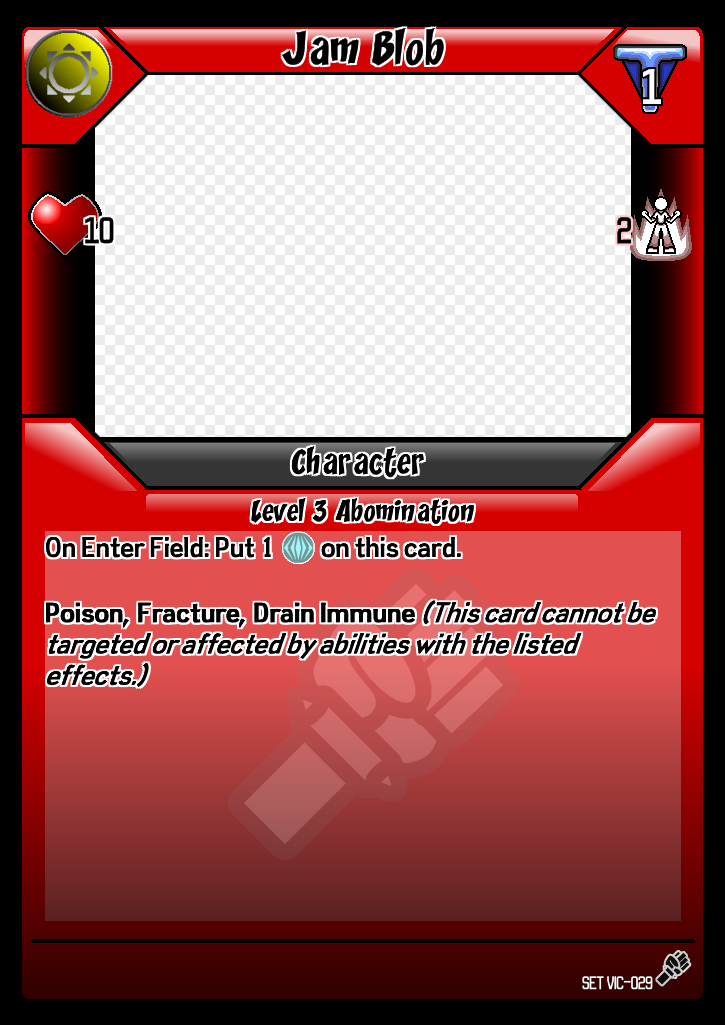 Jam Blob
1
10
2
Character
Level 3 Abomination
On Enter Field: Put 1 on this card.
Poison, Fracture, Drain Immune (This card cannot be
targeted or affected by abilities with the listed
effects.)
SET VIC-029